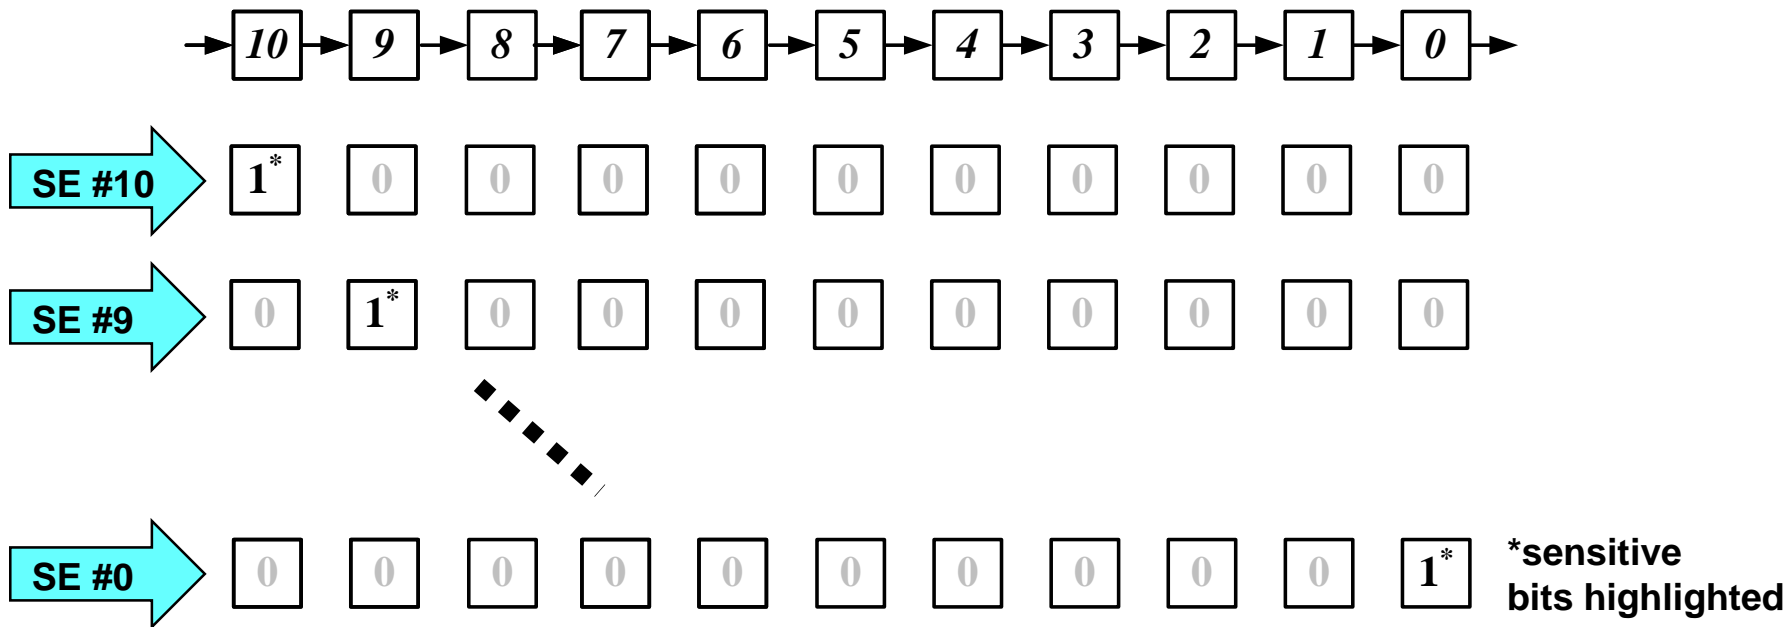 10 9 8 7 6 5 4 3 2 1 0
SE #10 1* 0 0 0 0 0 0 0 0 0 0
SE #9 0 1* 0 0 0 0 0 0 0 0 0
SE #0 0 0 0 0 0 0 0 0 0 0 1*
*sensitive
bits highlighted